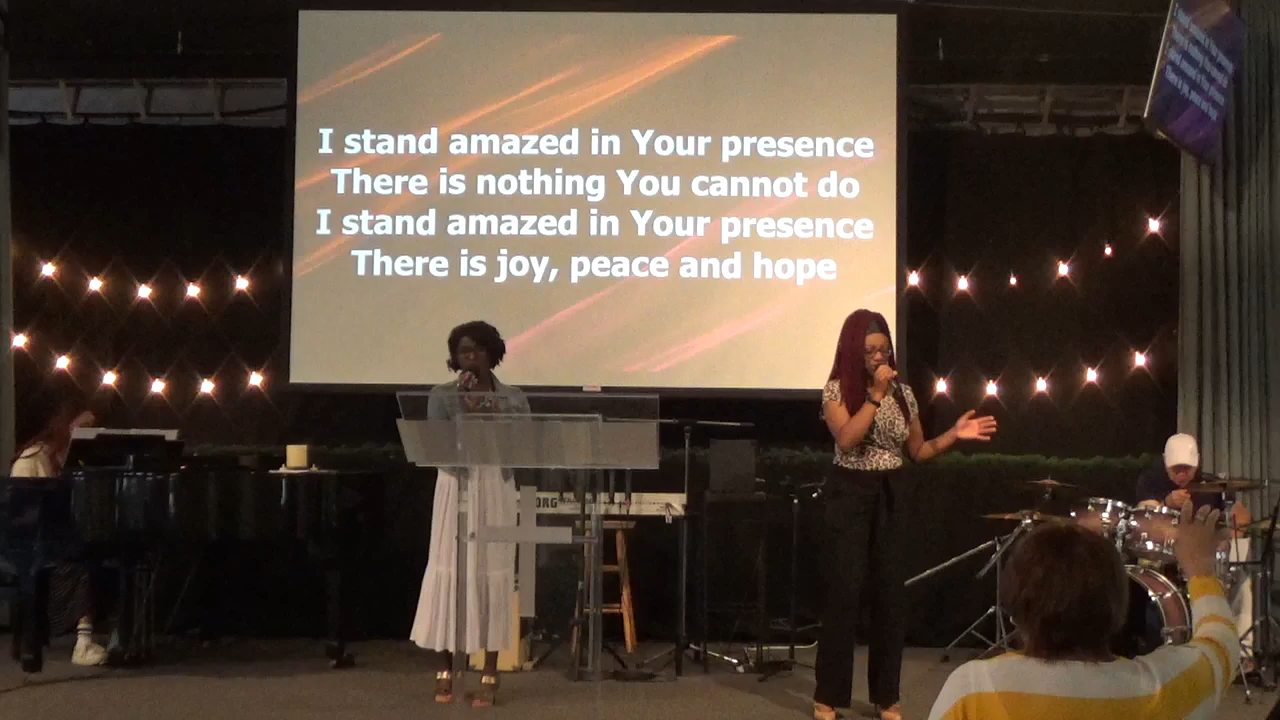 I stand amazed in Your presence
There is nothing You cannot do
I stand amazed in Your presence
There is joy, peace and hope
KORG